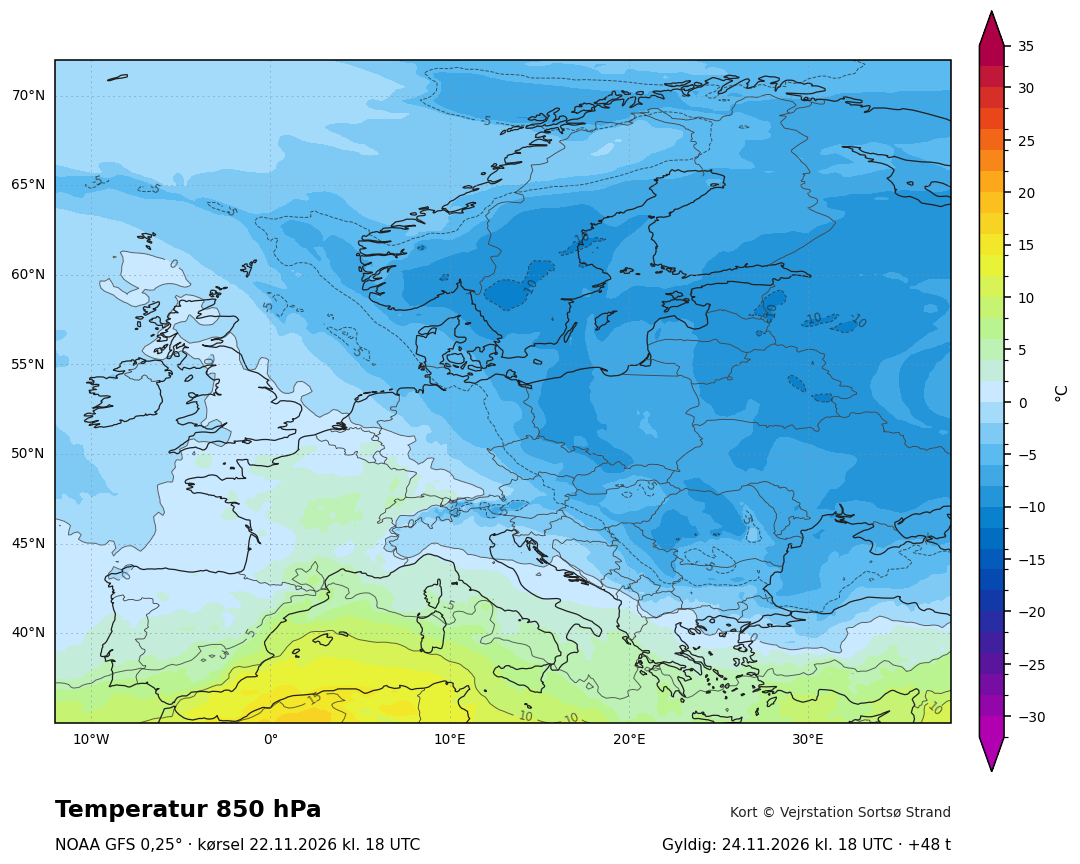 35
30
25
20
15
10
5
0
−5
−10
−15
−20
−25
−30
°C
70°N
65°N
60°N
55°N
50°N
45°N
40°N
10°W
0°
10°E
20°E
30°E
Temperatur 850 hPa
Kort © Vejrstation Sortsø Strand
NOAA GFS 0,25° · kørsel 22.11.2026 kl. 18 UTC
Gyldig: 24.11.2026 kl. 18 UTC · +48 t